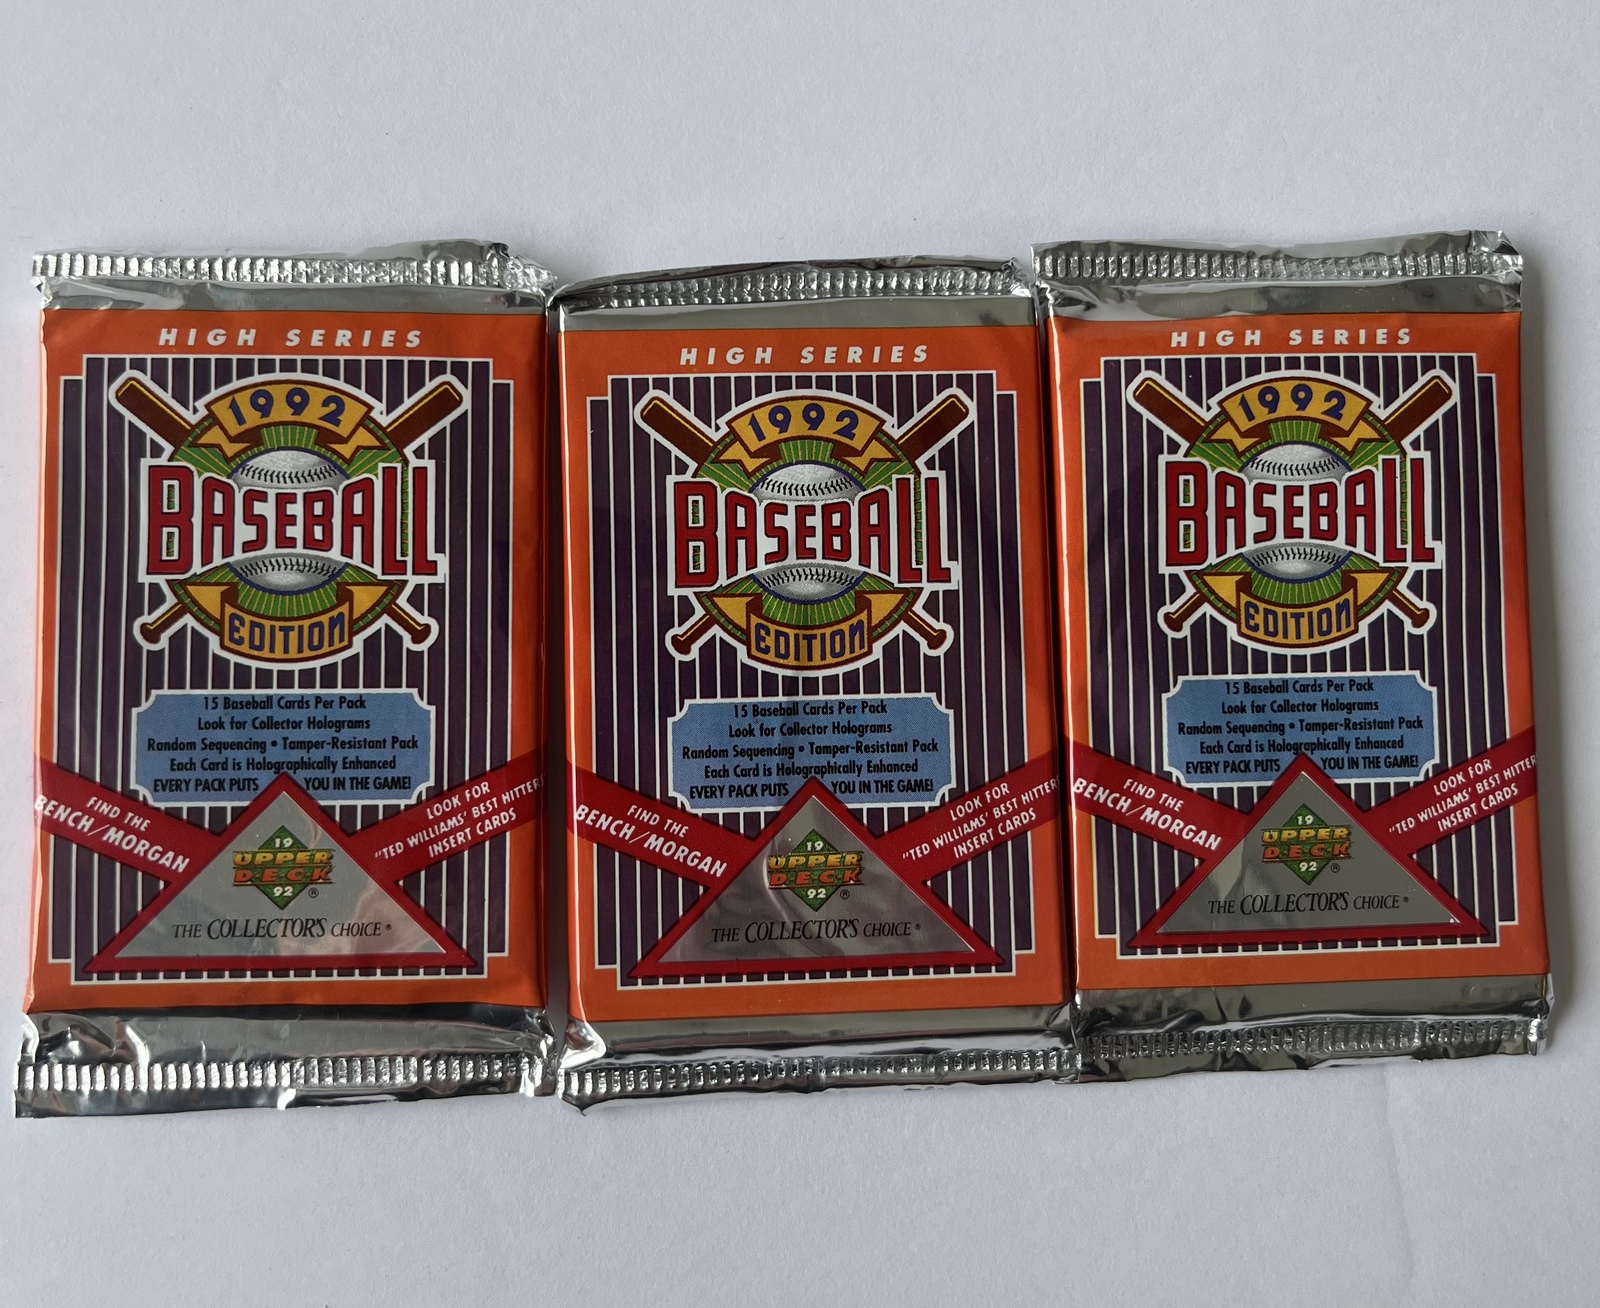 HIGH SERIES
1992
BASEBALL
EDITION
15 Baseball Cards Per Pack
Look for Collector Holograms
Random Sequencing • Tamper-Resistant Pack
Each Card is Holographically Enhanced
EVERY PACK PUTS YOU IN THE GAME!
FIND THE
BENCH/MORGAN
LOOK FOR
"TED WILLIAMS' BEST HITTER
INSERT CARDS
19
UPPER
D·E·C·K
92 ®
THE COLLECTOR'S CHOICE ®
HIGH SERIES
1992
BASEBALL
EDITION
15 Baseball Cards Per Pack
Look for Collector Holograms
Random Sequencing • Tamper-Resistant Pack
Each Card is Holographically Enhanced
EVERY PACK PUTS YOU IN THE GAME!
FIND THE
BENCH/MORGAN
LOOK FOR
"TED WILLIAMS' BEST HITTER
INSERT CARDS
19
UPPER
D·E·C·K
92 ®
THE COLLECTOR'S CHOICE ®
HIGH SERIES
1992
BASEBALL
EDITION
15 Baseball Cards Per Pack
Look for Collector Holograms
Random Sequencing • Tamper-Resistant Pack
Each Card is Holographically Enhanced
EVERY PACK PUTS YOU IN THE GAME!
FIND THE
BENCH/MORGAN
LOOK FOR
"TED WILLIAMS' BEST HITTER
INSERT CARDS
19
UPPER
D·E·C·K
92 ®
THE COLLECTOR'S CHOICE ®